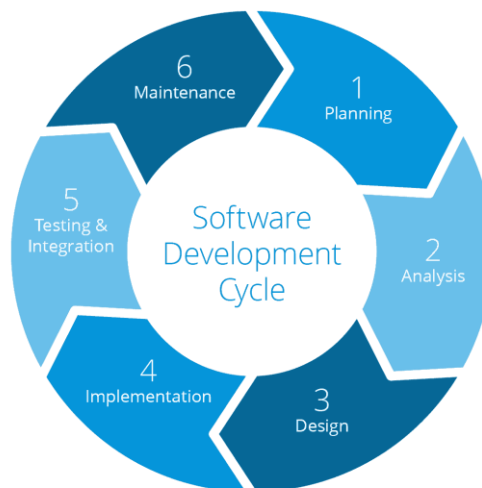 Software
Development
Cycle
1
Planning
2
Analysis
3
Design
4
Implementation
5
Testing &
Integration
6
Maintenance